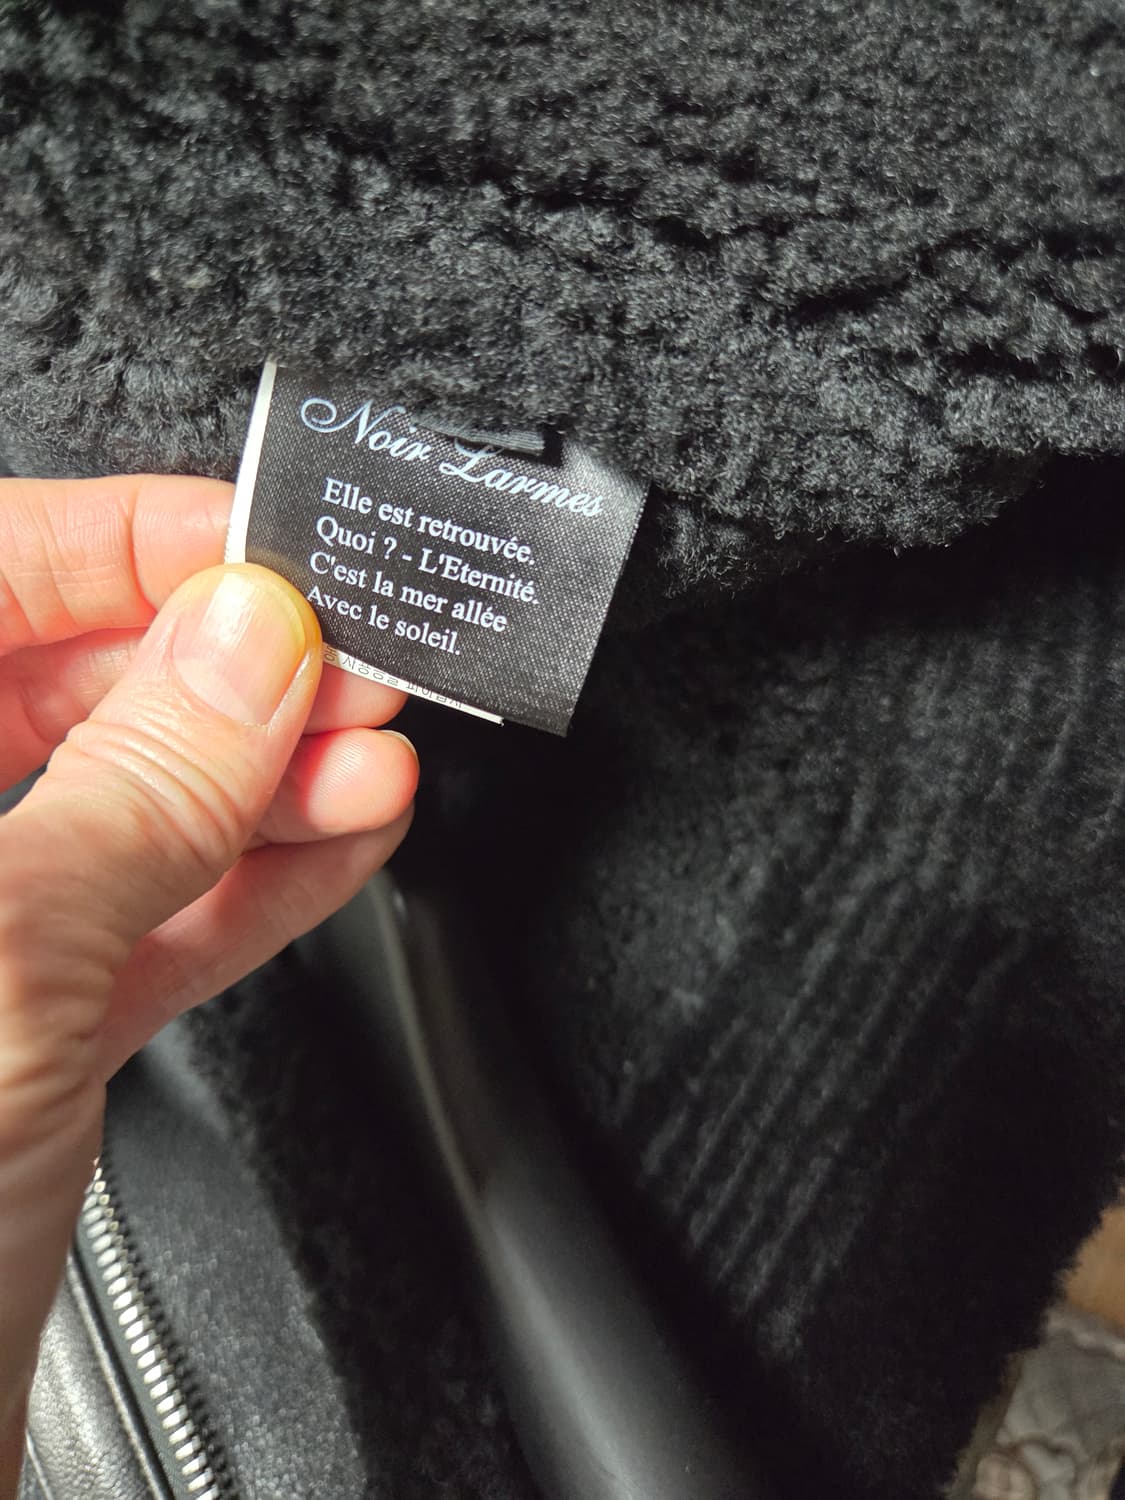 Noir Larmes
Elle est retrouvée.
Quoi ? - L'Eternité.
C'est la mer allée
Avec le soleil.